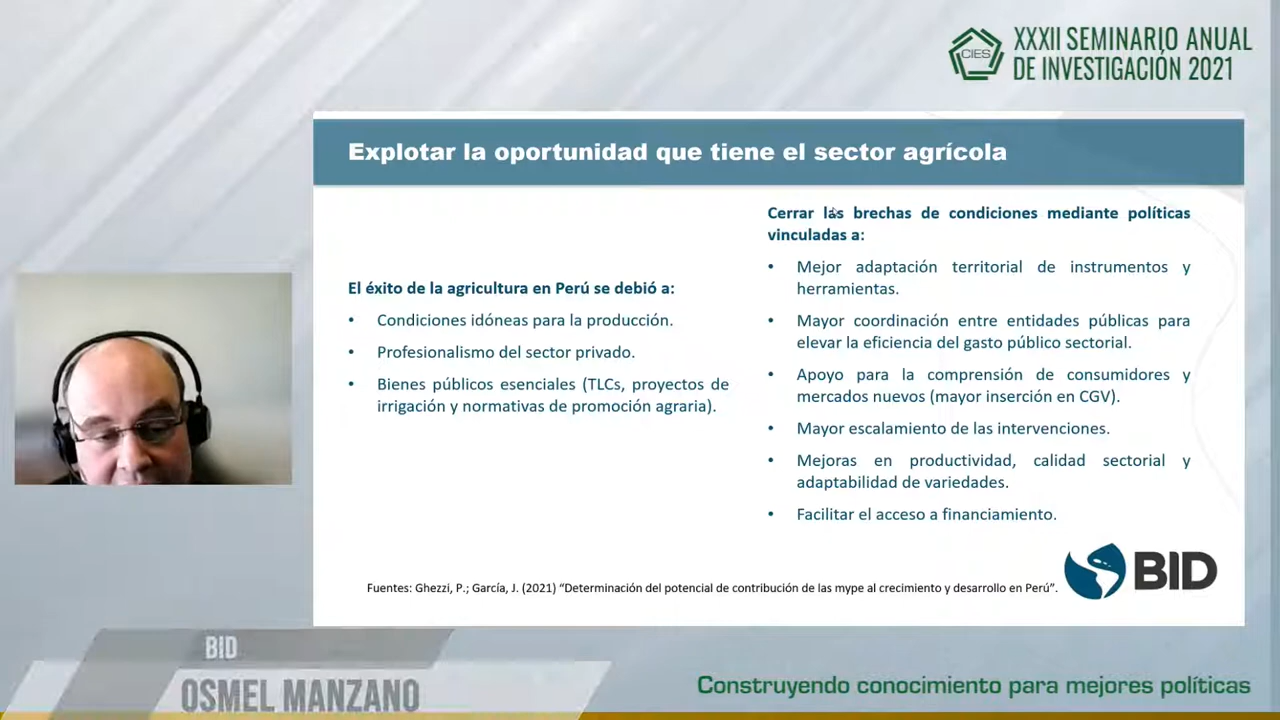 CIES
XXXII SEMINARIO ANUAL
DE INVESTIGACIÓN 2021
Explotar la oportunidad que tiene el sector agrícola
El éxito de la agricultura en Perú se debió a:
• Condiciones idóneas para la producción.
• Profesionalismo del sector privado.
• Bienes públicos esenciales (TLCs, proyectos de
irrigación y normativas de promoción agraria).
Cerrar las brechas de condiciones mediante políticas
vinculadas a:
• Mejor adaptación territorial de instrumentos y
herramientas.
• Mayor coordinación entre entidades públicas para
elevar la eficiencia del gasto público sectorial.
• Apoyo para la comprensión de consumidores y
mercados nuevos (mayor inserción en CGV).
• Mayor escalamiento de las intervenciones.
• Mejoras en productividad, calidad sectorial y
adaptabilidad de variedades.
• Facilitar el acceso a financiamiento.
Fuentes: Ghezzi, P.; García, J. (2021) “Determinación del potencial de contribución de las mype al crecimiento y desarrollo en Perú”.
BID
BID
OSMEL MANZANO
Construyendo conocimiento para mejores políticas